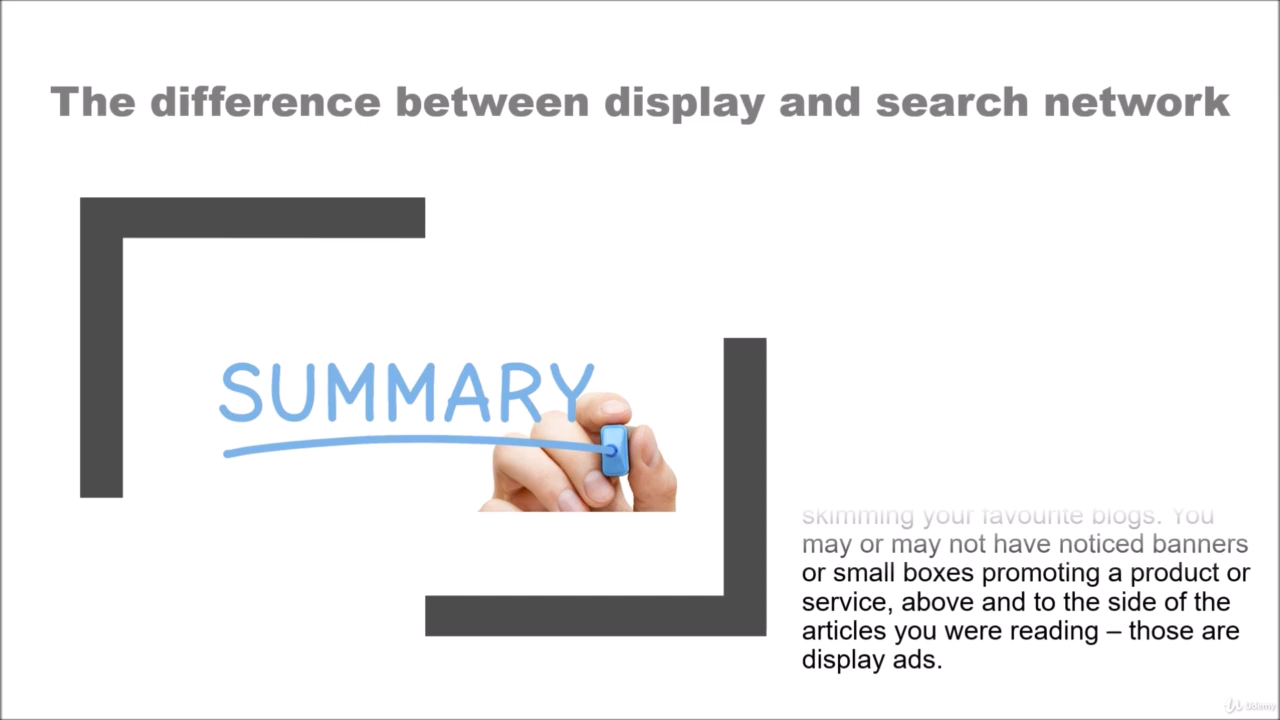 The difference between display and search network
SUMMARY
skimming your favourite blogs. You
may or may not have noticed banners
or small boxes promoting a product or
service, above and to the side of the
articles you were reading – those are
display ads.
Udemy